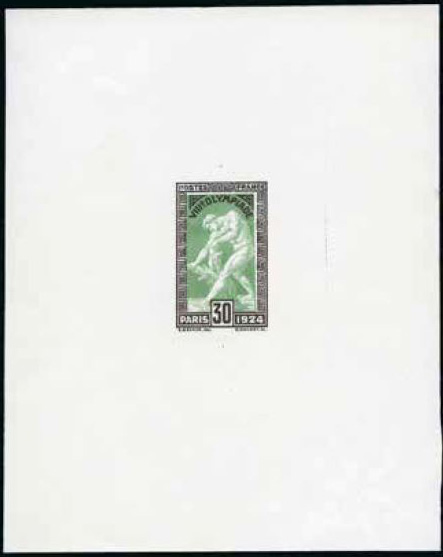 POSTES FRANCE
VIIIE OLYMPIADE
PARIS 30 1924